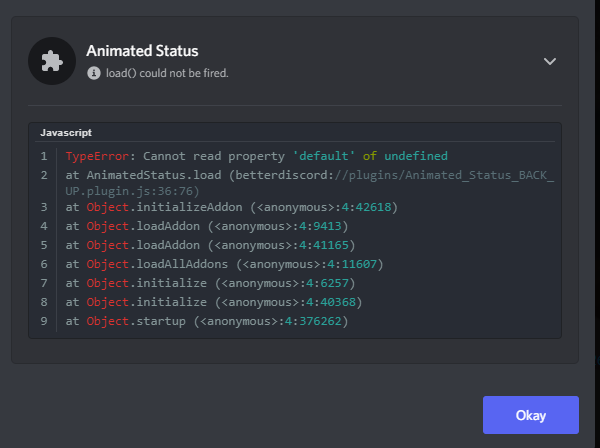 Animated Status
load() could not be fired.
Javascript
1 TypeError: Cannot read property 'default' of undefined
2 at AnimatedStatus.load (betterdiscord://plugins/Animated_Status_BACK_
UP.plugin.js:36:76)
3 at Object.initializeAddon (<anonymous>:4:42618)
4 at Object.loadAddon (<anonymous>:4:9413)
5 at Object.loadAddon (<anonymous>:4:41165)
6 at Object.loadAllAddons (<anonymous>:4:11607)
7 at Object.initialize (<anonymous>:4:6257)
8 at Object.initialize (<anonymous>:4:40368)
9 at Object.startup (<anonymous>:4:376262)
Okay